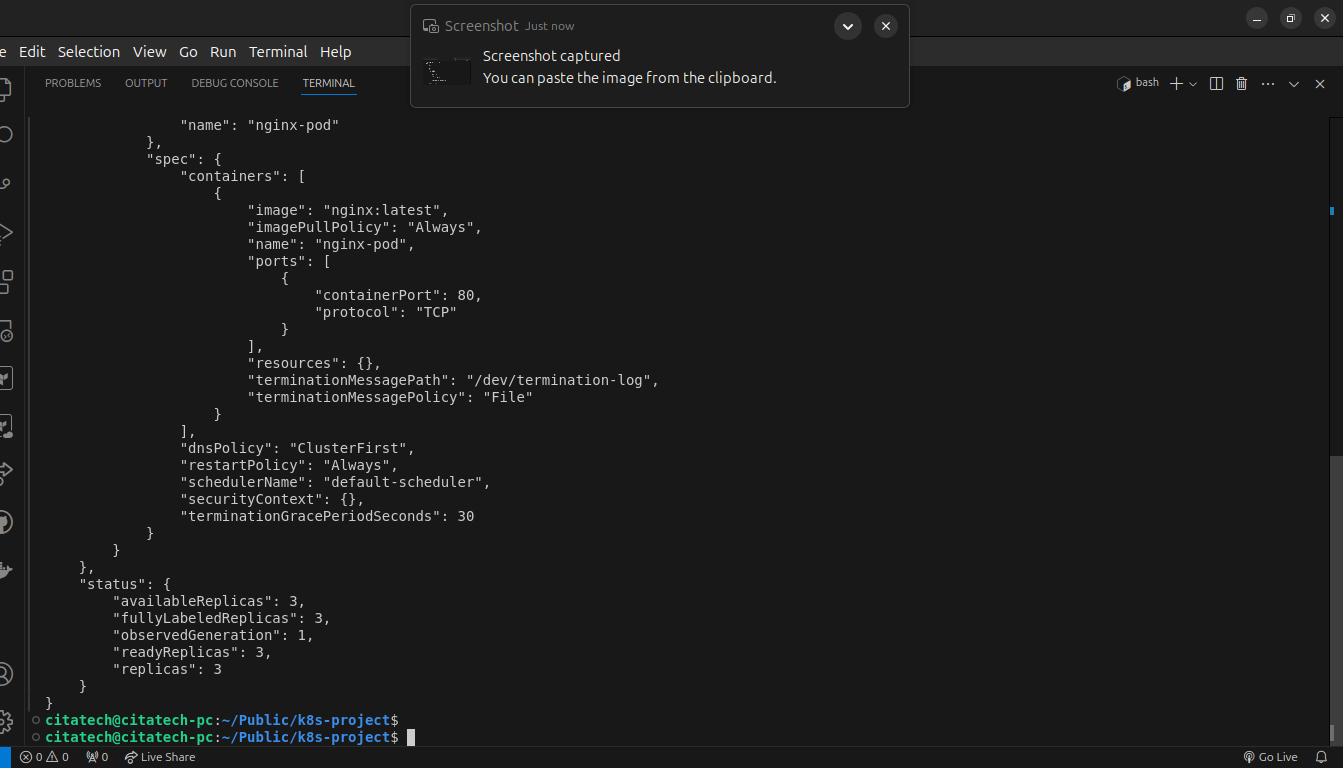 Screenshot Just now
Screenshot captured
You can paste the image from the clipboard.
Edit Selection View Go Run Terminal Help
PROBLEMS OUTPUT DEBUG CONSOLE TERMINAL bash
                "name": "nginx-pod"
            },
            "spec": {
                "containers": [
                    {
                        "image": "nginx:latest",
                        "imagePullPolicy": "Always",
                        "name": "nginx-pod",
                        "ports": [
                            {
                                "containerPort": 80,
                                "protocol": "TCP"
                            }
                        ],
                        "resources": {},
                        "terminationMessagePath": "/dev/termination-log",
                        "terminationMessagePolicy": "File"
                    }
                ],
                "dnsPolicy": "ClusterFirst",
                "restartPolicy": "Always",
                "schedulerName": "default-scheduler",
                "securityContext": {},
                "terminationGracePeriodSeconds": 30
            }
        }
    },
    "status": {
        "availableReplicas": 3,
        "fullyLabeledReplicas": 3,
        "observedGeneration": 1,
        "readyReplicas": 3,
        "replicas": 3
    }
}
citatech@citatech-pc:~/Public/k8s-project$
citatech@citatech-pc:~/Public/k8s-project$
0 0 0 Live Share Go Live